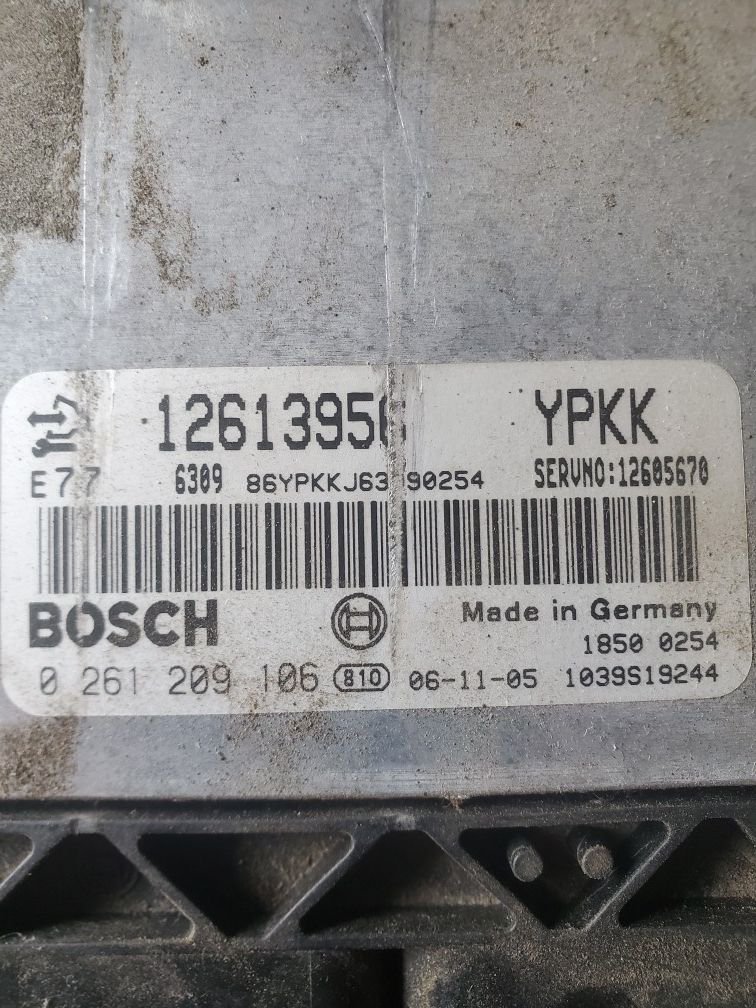 12613956 YPKK
E77 6309 86YPKKJ63 90254 SERVNO:12605670
BOSCH Made in Germany
1850 0254
0 261 209 106 810 06-11-05 1039S19244